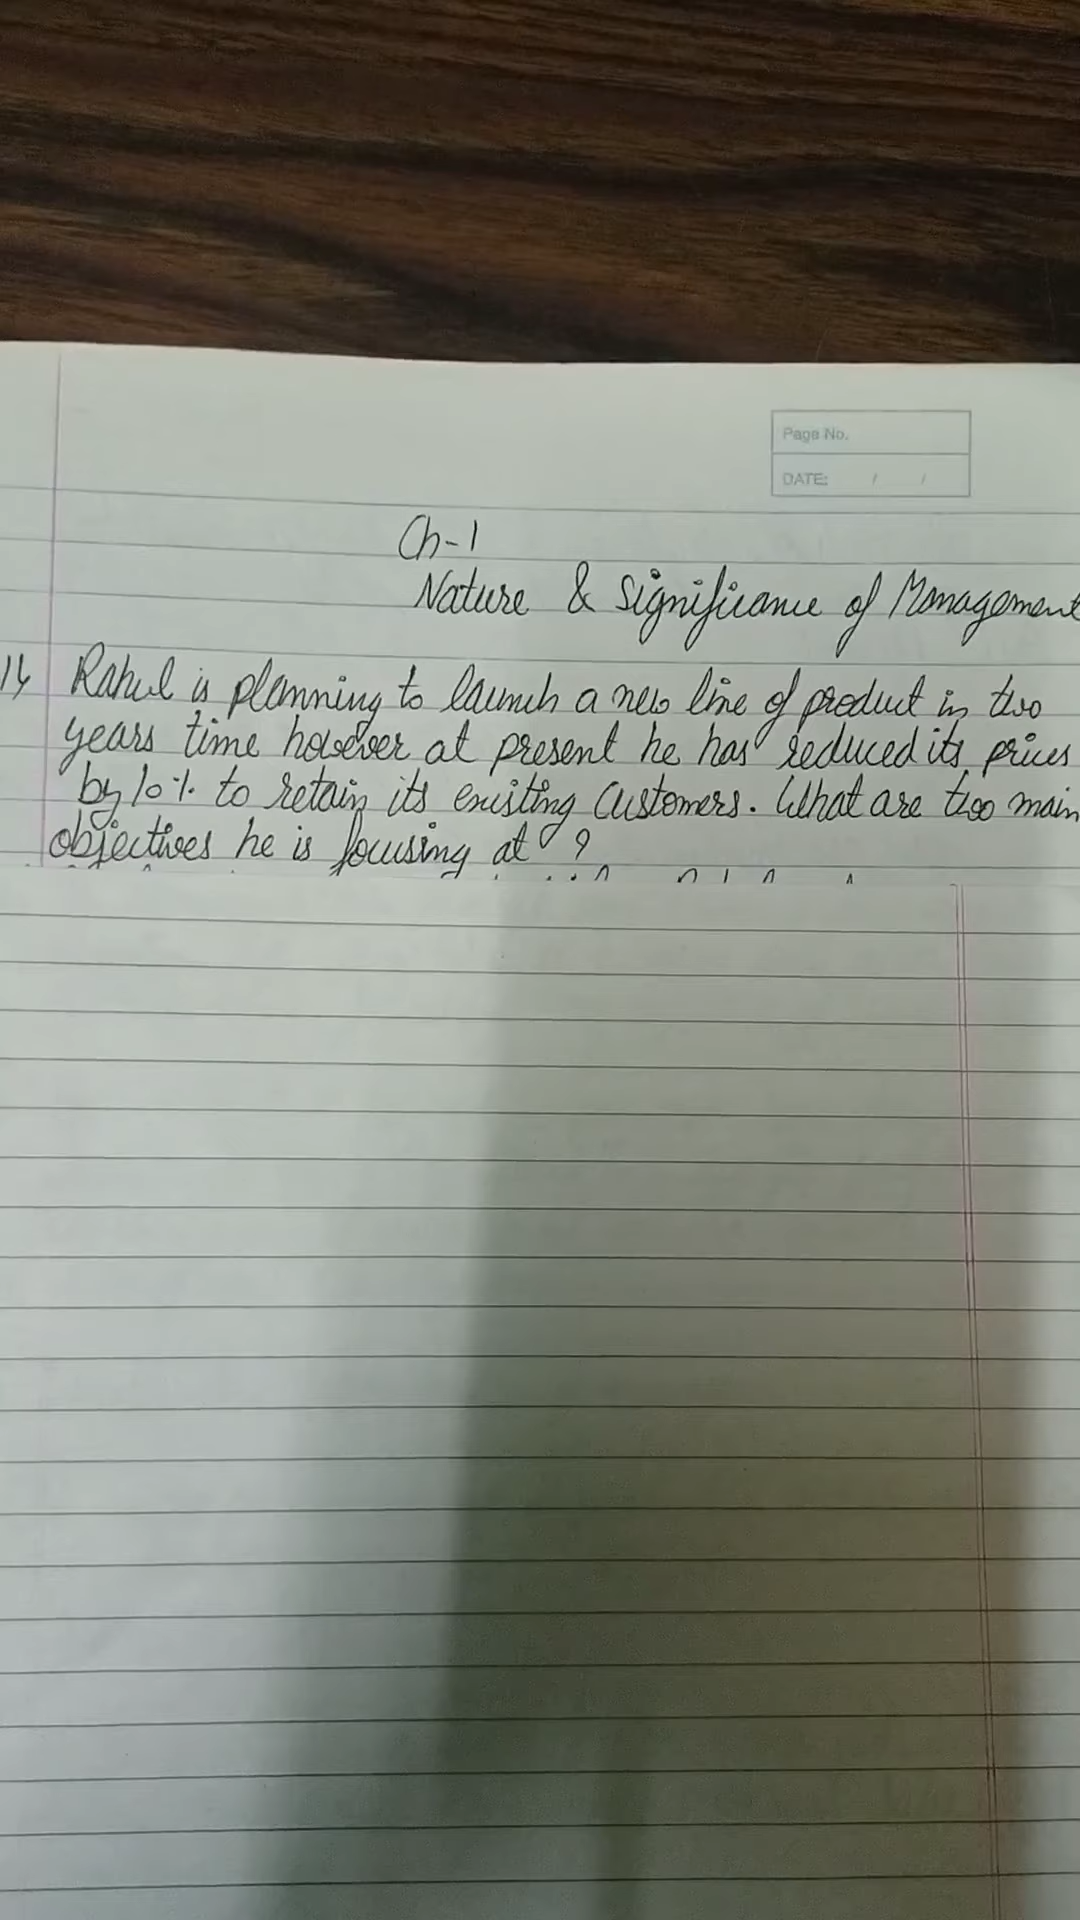 Page No.
DATE: / /
Ch-1
Nature & Significance of Management
Rahul is planning to launch a new line of product in two
years time however at present he has reduced its prices
by 10% to retain its existing customers. What are two main
objectives he is focusing at ?